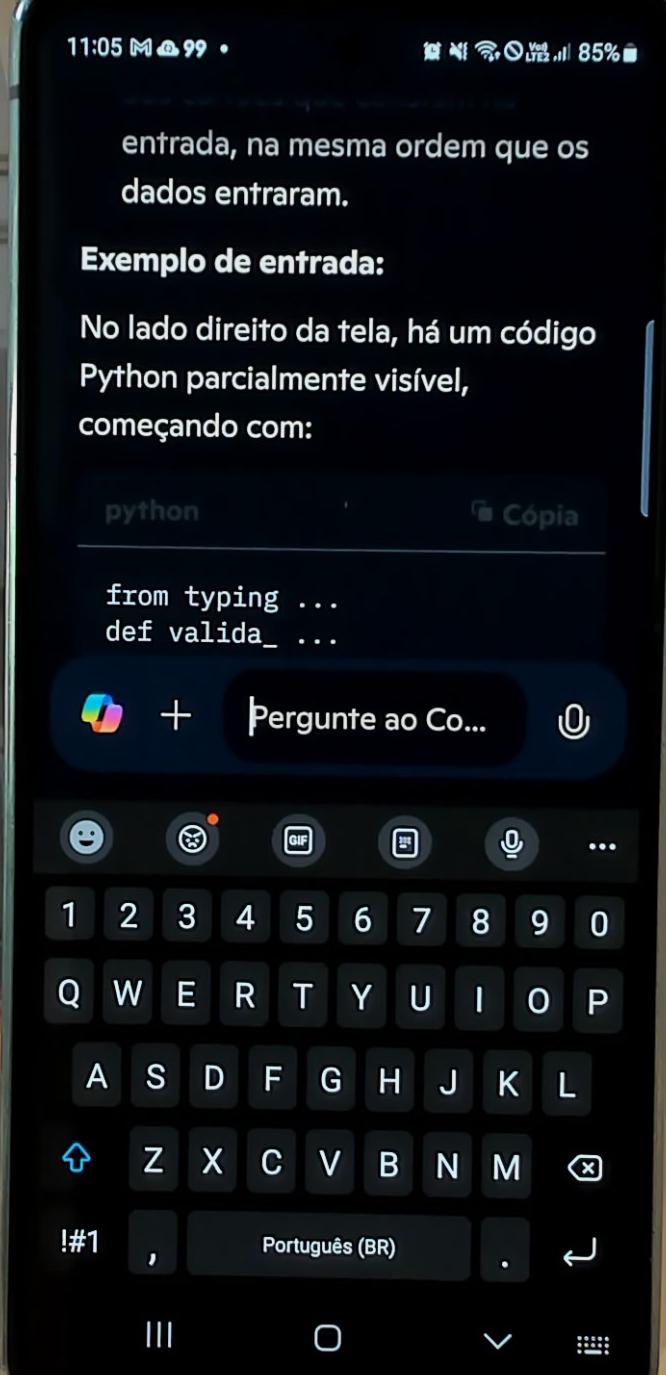 11:05 99 85%
entrada, na mesma ordem que os
dados entraram.
Exemplo de entrada:
No lado direito da tela, há um código
Python parcialmente visível,
começando com:
python Cópia
from typing ...
def valida_ ...
Pergunte ao Co...
GIF
1 2 3 4 5 6 7 8 9 0
Q W E R T Y U I O P
A S D F G H J K L
Z X C V B N M
!#1 , Português (BR) .